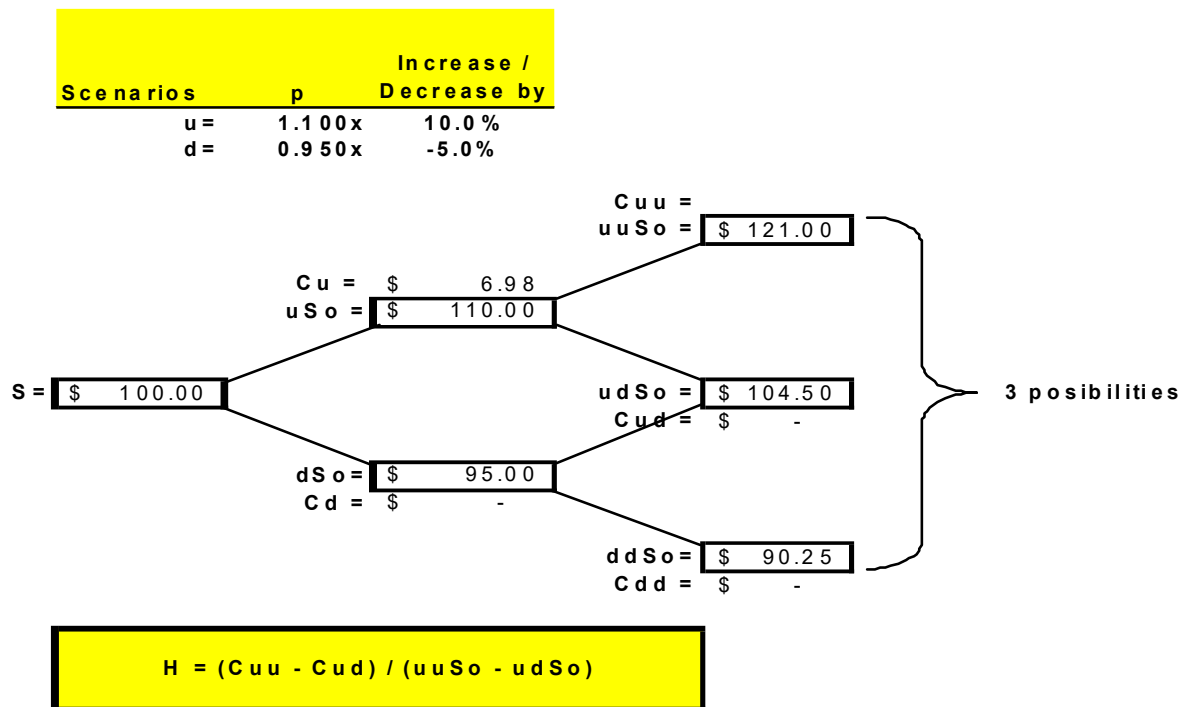 Increase /
Scenarios p Decrease by
u= 1.100x 10.0%
d= 0.950x -5.0%
Cuu =
uuSo = $ 121.00
Cu = $ 6.98
uSo = $ 110.00
S= $ 100.00
udSo = $ 104.50
3 posibilities
Cud = $ -
dSo= $ 95.00
Cd = $ -
ddSo= $ 90.25
Cdd = $ -
H = (Cuu - Cud) / (uuSo - udSo)